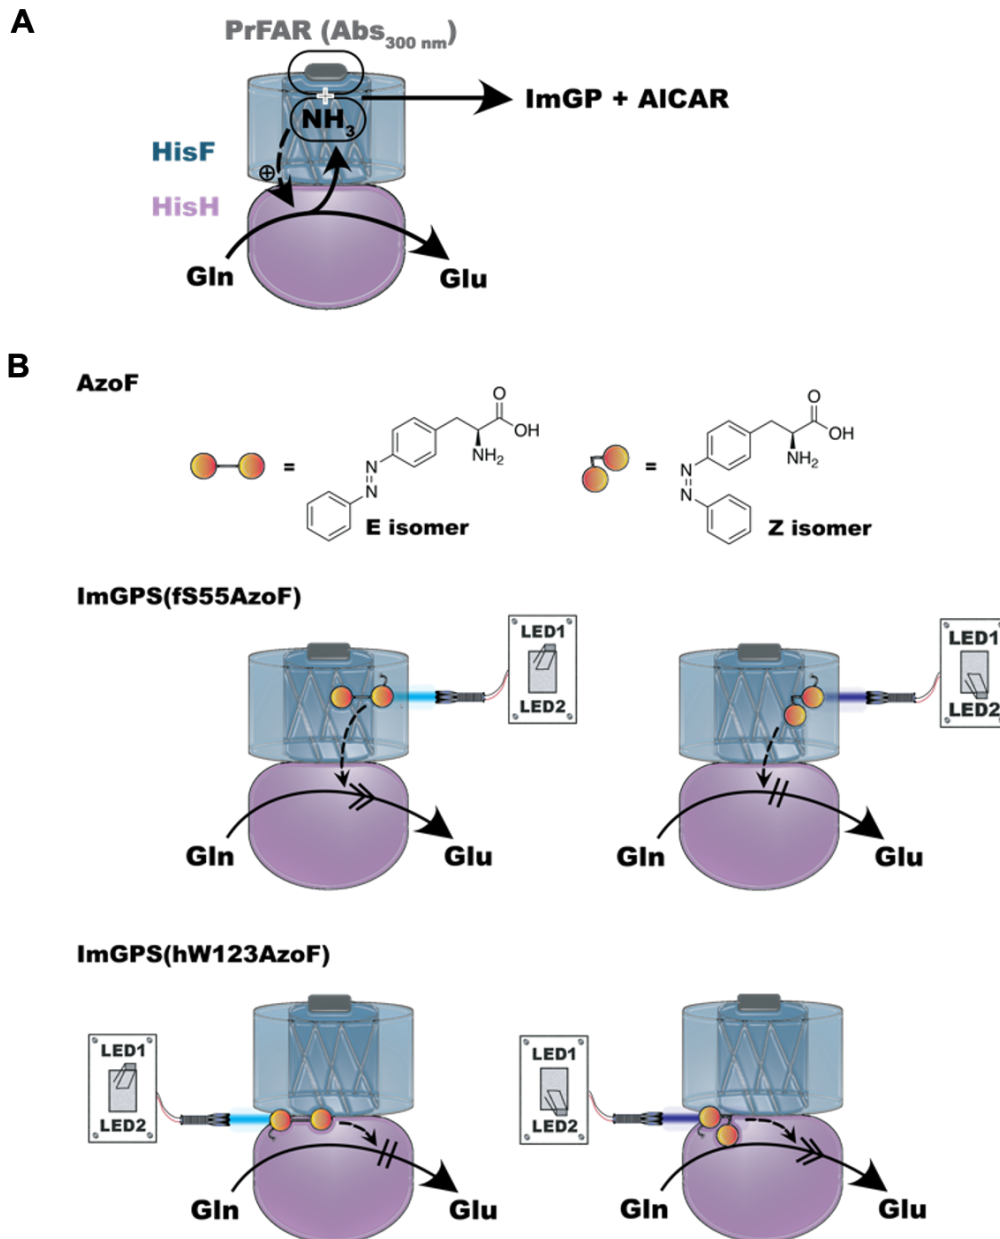 A
PrFAR (Abs300 nm)
+
NH3
ImGP + AICAR
HisF
⊕
HisH
Gln
Glu
B
AzoF
=
O
OH
NH2
N
N
E isomer
=
O
OH
NH2
N
N
Z isomer
ImGPS(fS55AzoF)
LED1
LED2
Gln
Glu
LED1
LED2
Gln
Glu
ImGPS(hW123AzoF)
LED1
LED2
Gln
Glu
LED1
LED2
Gln
Glu